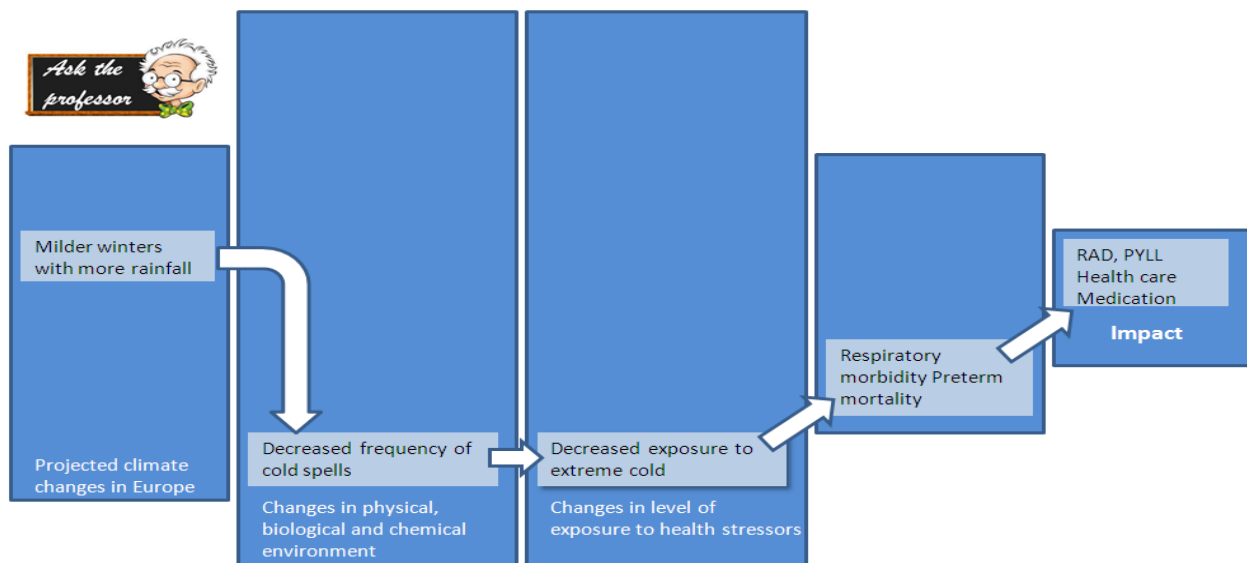 Ask the
professor
Milder winters
with more rainfall
Projected climate
changes in Europe
Decreased frequency of
cold spells
Changes in physical,
biological and chemical
environment
Decreased exposure to
extreme cold
Changes in level of
exposure to health stressors
Respiratory
morbidity Preterm
mortality
RAD, PYLL
Health care
Medication
Impact